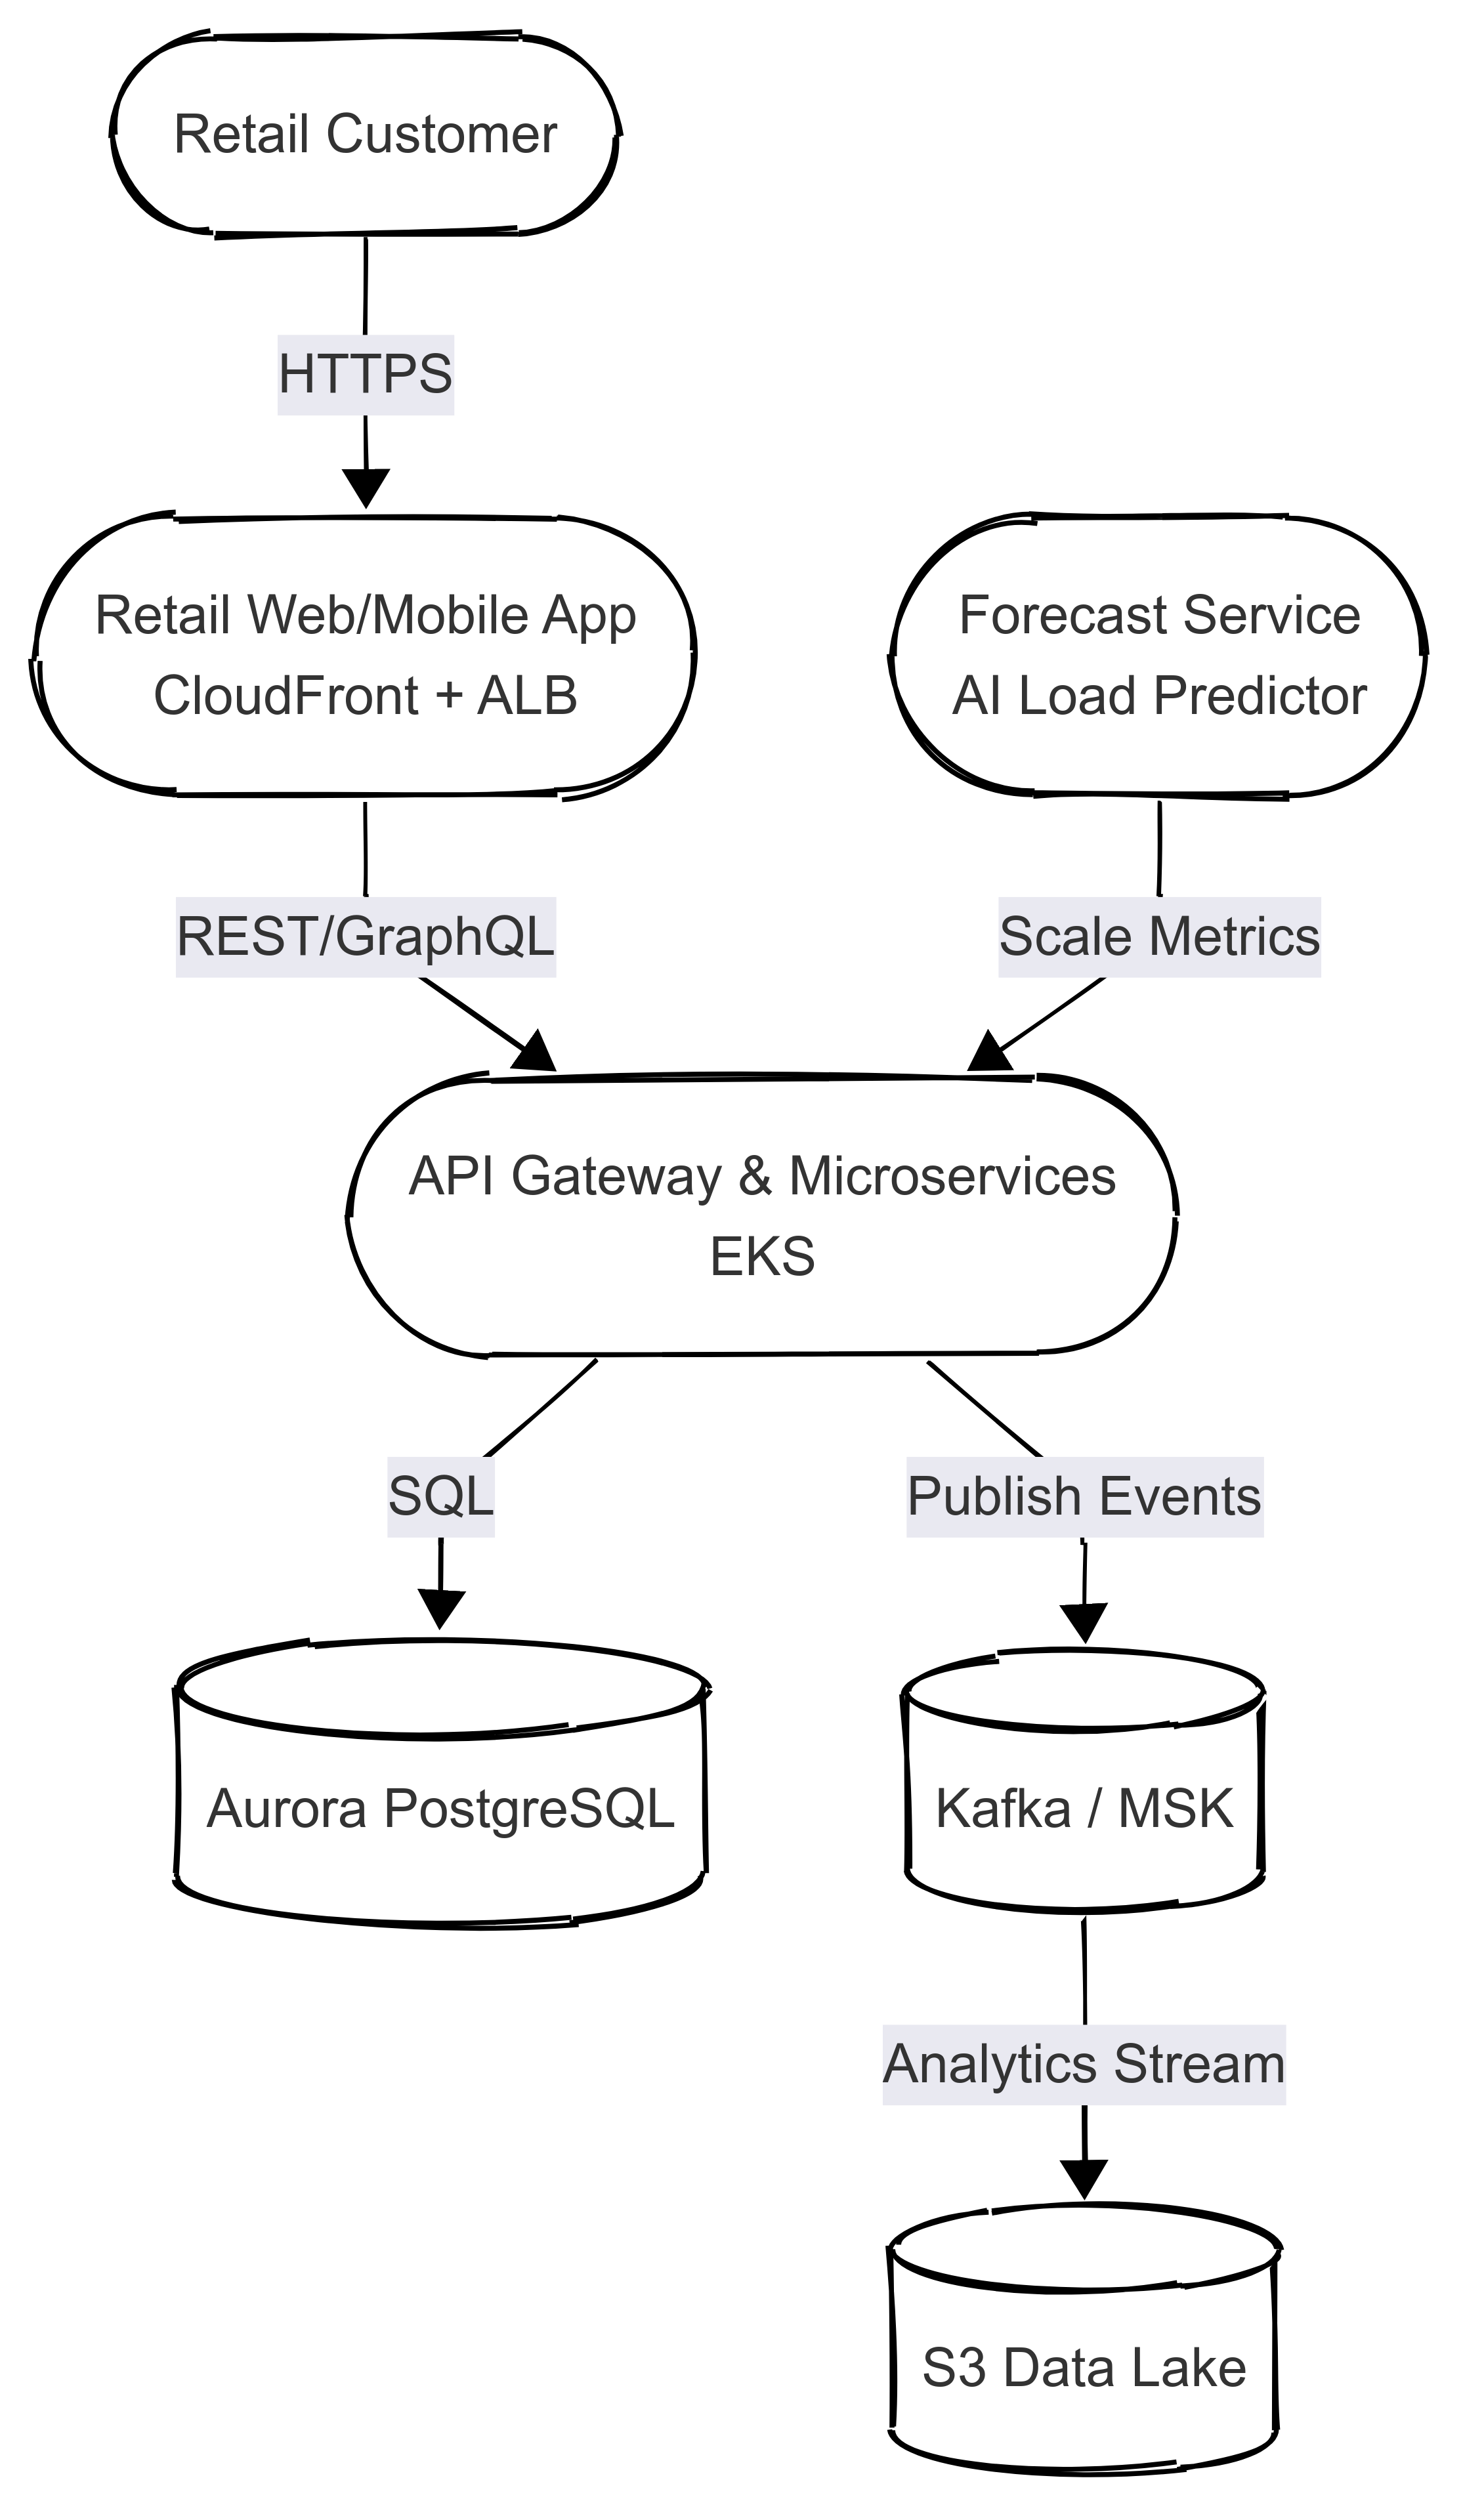 Retail Customer
HTTPS
Retail Web/Mobile App
CloudFront + ALB
Forecast Service
AI Load Predictor
REST/GraphQL
Scale Metrics
API Gateway & Microservices
EKS
SQL
Publish Events
Aurora PostgreSQL
Kafka / MSK
Analytics Stream
S3 Data Lake